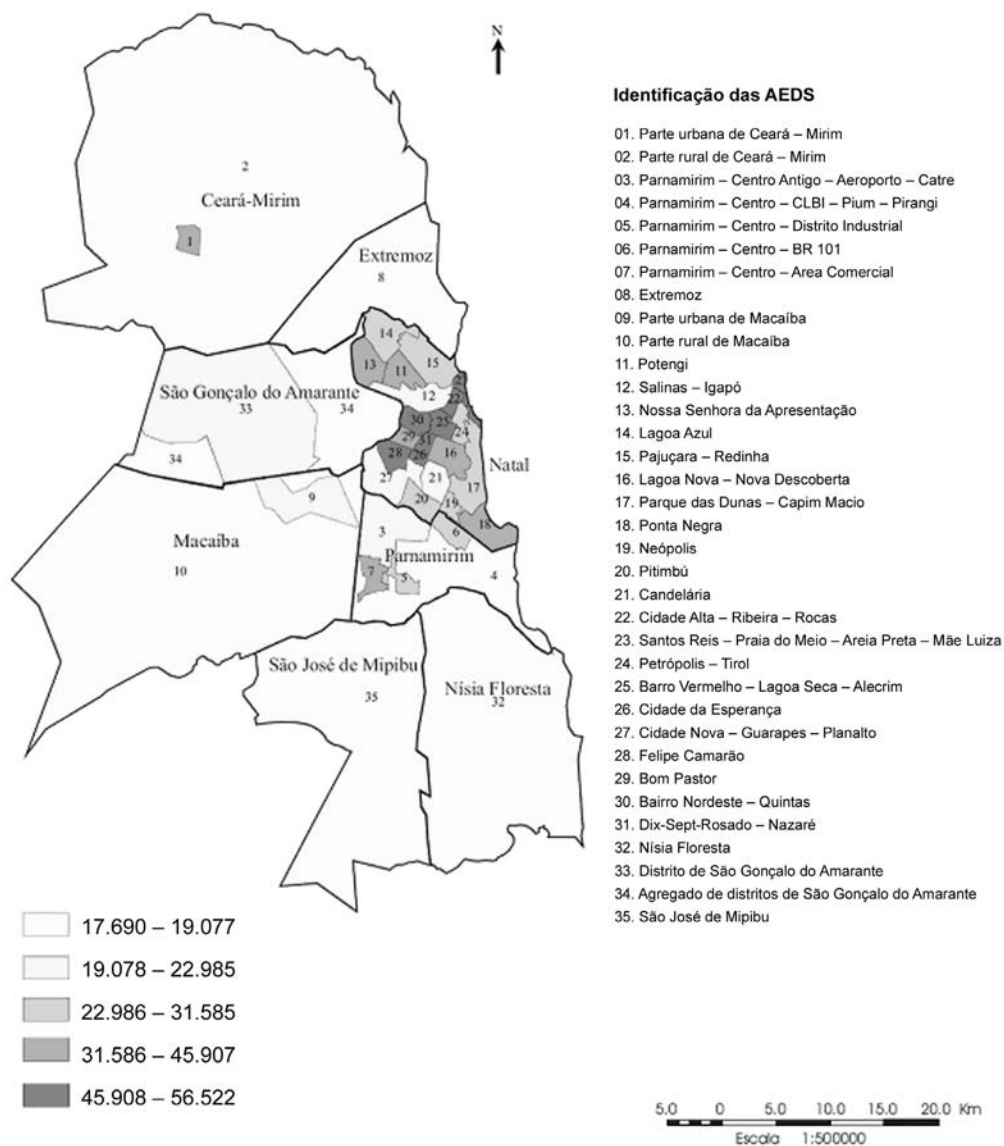 N
Identificação das AEDS
01. Parte urbana de Ceará – Mirim
02. Parte rural de Ceará – Mirim
03. Parnamirim – Centro Antigo – Aeroporto – Catre
04. Parnamirim – Centro – CLBI – Pium – Pirangi
05. Parnamirim – Centro – Distrito Industrial
06. Parnamirim – Centro – BR 101
07. Parnamirim – Centro – Area Comercial
08. Extremoz
09. Parte urbana de Macaíba
10. Parte rural de Macaíba
11. Potengi
12. Salinas – Igapó
13. Nossa Senhora da Apresentação
14. Lagoa Azul
15. Pajuçara – Redinha
16. Lagoa Nova – Nova Descoberta
17. Parque das Dunas – Capim Macio
18. Ponta Negra
19. Neópolis
20. Pitimbú
21. Candelária
22. Cidade Alta – Ribeira – Rocas
23. Santos Reis – Praia do Meio – Areia Preta – Mãe Luiza
24. Petrópolis – Tirol
25. Barro Vermelho – Lagoa Seca – Alecrim
26. Cidade da Esperança
27. Cidade Nova – Guarapes – Planalto
28. Felipe Camarão
29. Bom Pastor
30. Bairro Nordeste – Quintas
31. Dix-Sept-Rosado – Nazaré
32. Nísia Floresta
33. Distrito de São Gonçalo do Amarante
34. Agregado de distritos de São Gonçalo do Amarante
35. São José de Mipibu
2
Ceará-Mirim
1
Extremoz
8
14
13
11
15
12
22
São Gonçalo do Amarante
33
34
34
30
25
24
29
31
28
26
16
Natal
27
21
20
19
17
18
9
Macaíba
10
3
6
Parnamirim
7
5
4
São José de Mipibu
35
Nísia Floresta
32
17.690 – 19.077
19.078 – 22.985
22.986 – 31.585
31.586 – 45.907
45.908 – 56.522
5.0 0 5.0 10.0 15.0 20.0 Km
Escala 1:500000